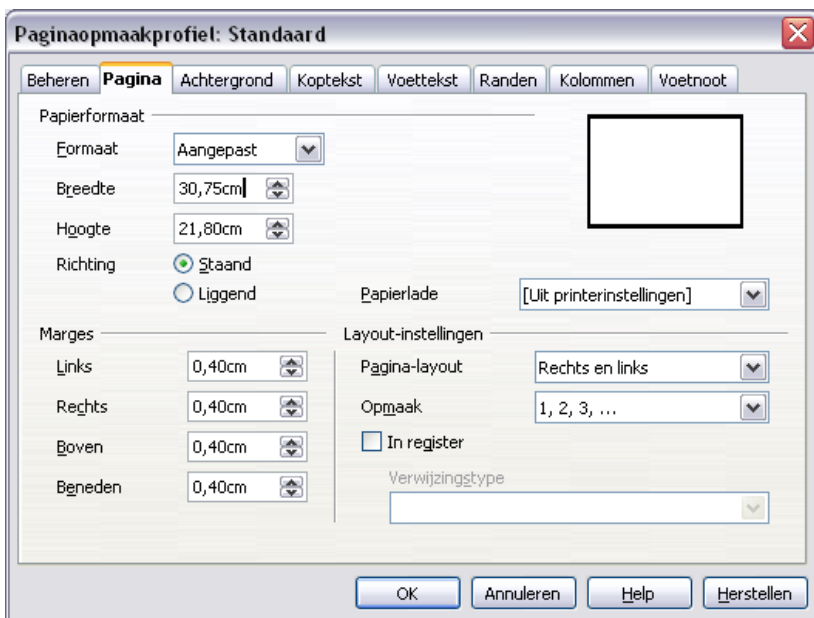 Paginaopmaakprofiel: Standaard
Beheren Pagina Achtergrond Koptekst Voettekst Randen Kolommen Voetnoot
Papierformaat
Formaat Aangepast
Breedte 30,75cm
Hoogte 21,80cm
Richting Staand
Liggend Papierlade [Uit printerinstellingen]
Marges Layout-instellingen
Links 0,40cm Pagina-layout Rechts en links
Rechts 0,40cm Opmaak 1, 2, 3, ...
Boven 0,40cm In register
Beneden 0,40cm Verwijzingstype
OK Annuleren Help Herstellen